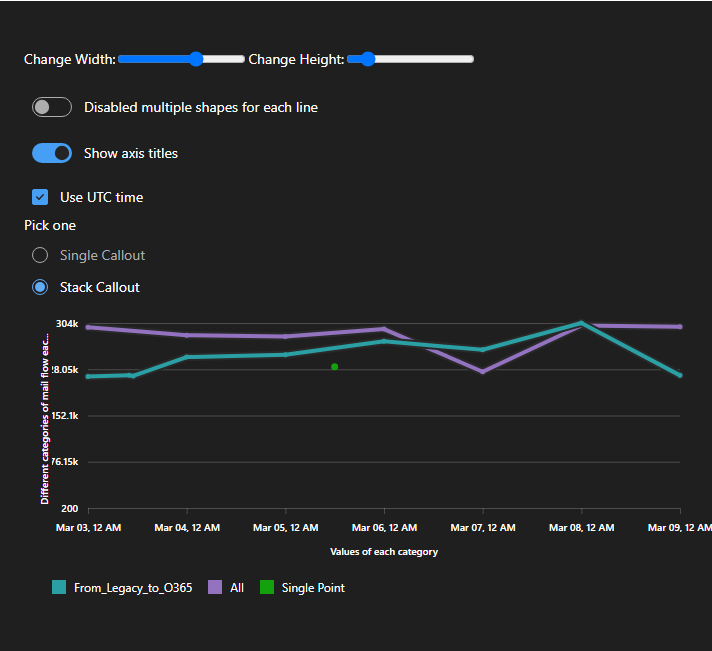 Change Width: Change Height:
Disabled multiple shapes for each line
Show axis titles
Use UTC time
Pick one
Single Callout
Stack Callout
Different categories of mail flow eac...
304k
8.05k
152.1k
76.15k
200
Mar 03, 12 AM Mar 04, 12 AM Mar 05, 12 AM Mar 06, 12 AM Mar 07, 12 AM Mar 08, 12 AM Mar 09, 12 AM
Values of each category
From_Legacy_to_O365 All Single Point